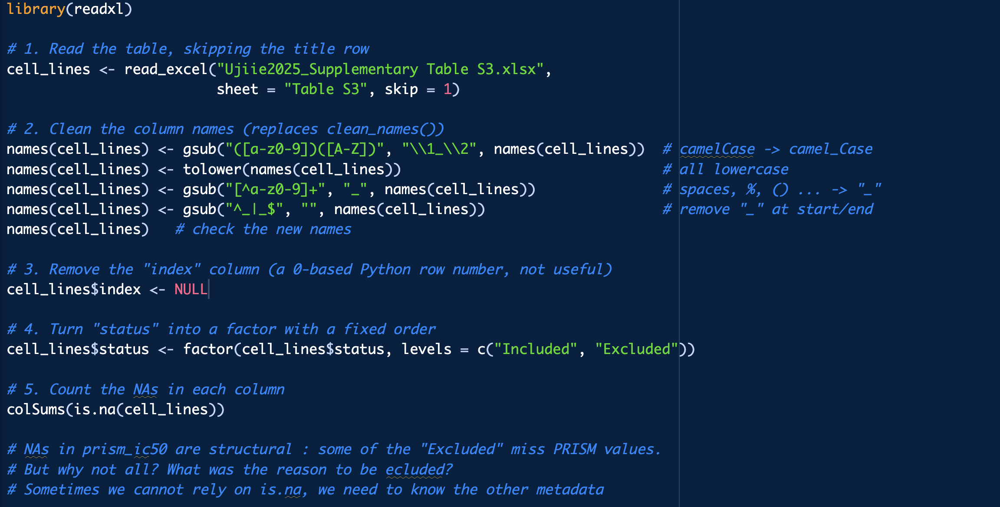 library(readxl)
# 1. Read the table, skipping the title row
cell_lines <- read_excel("Ujiie2025_Supplementary Table S3.xlsx",
                         sheet = "Table S3", skip = 1)
# 2. Clean the column names (replaces clean_names())
names(cell_lines) <- gsub("([a-z0-9])([A-Z])", "\\1_\\2", names(cell_lines))  # camelCase -> camel_Case
names(cell_lines) <- tolower(names(cell_lines))                               # all lowercase
names(cell_lines) <- gsub("[^a-z0-9]+", "_", names(cell_lines))               # spaces, %, () ... -> "_"
names(cell_lines) <- gsub("^_|_$", "", names(cell_lines))                     # remove "_" at start/end
names(cell_lines)   # check the new names
# 3. Remove the "index" column (a 0-based Python row number, not useful)
cell_lines$index <- NULL
# 4. Turn "status" into a factor with a fixed order
cell_lines$status <- factor(cell_lines$status, levels = c("Included", "Excluded"))
# 5. Count the NAs in each column
colSums(is.na(cell_lines))
# NAs in prism_ic50 are structural : some of the "Excluded" miss PRISM values.
# But why not all? What was the reason to be ecluded?
# Sometimes we cannot rely on is.na, we need to know the other metadata